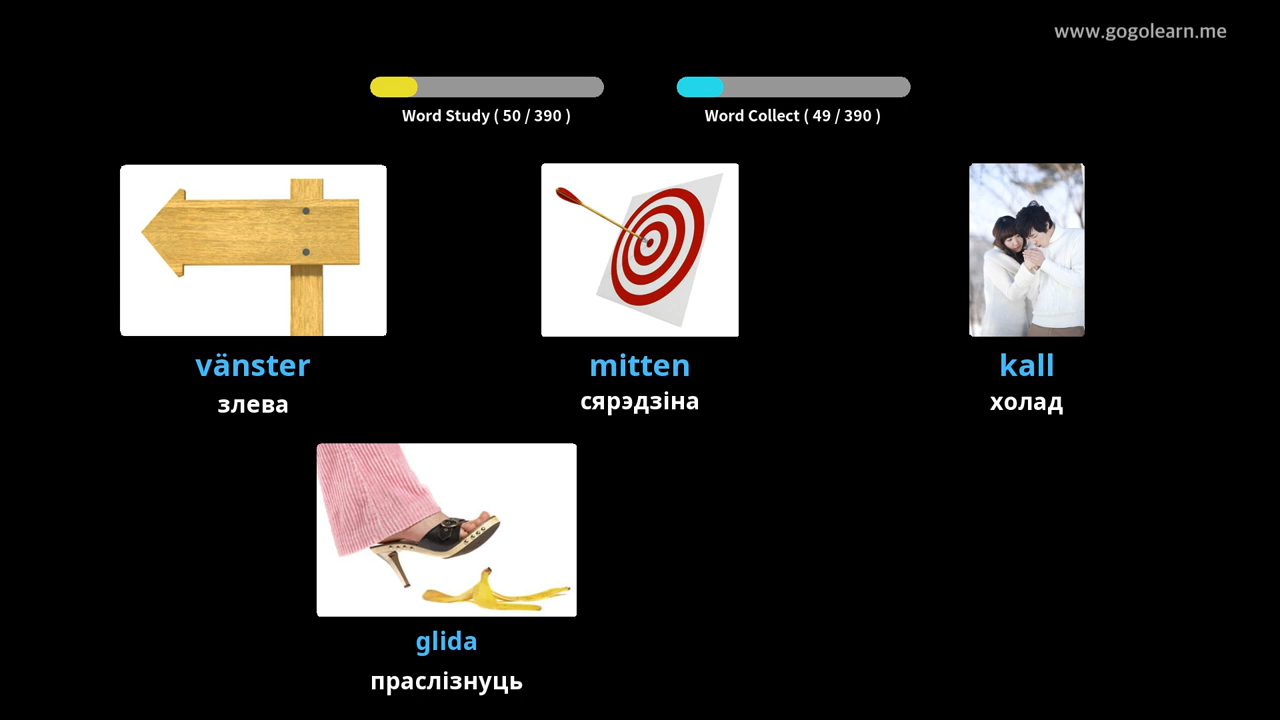 www.gogolearn.me
Word Study ( 50 / 390 )
Word Collect ( 49 / 390 )
vänster
mitten
kall
злева
сярэдзіна
холад
glida
праслізнуць